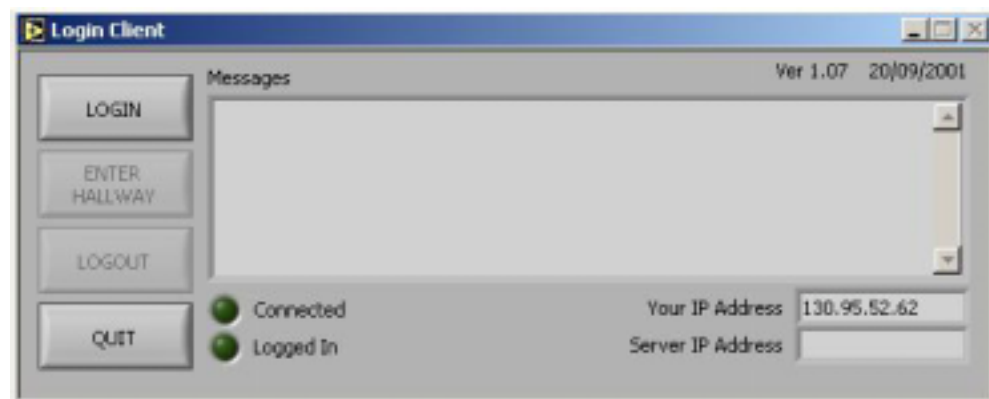 Login Client
Messages
Ver 1.07 20/09/2001
LOGIN
ENTER
HALLWAY
LOGOUT
QUIT
Connected
Your IP Address 130.95.52.62
Logged In
Server IP Address